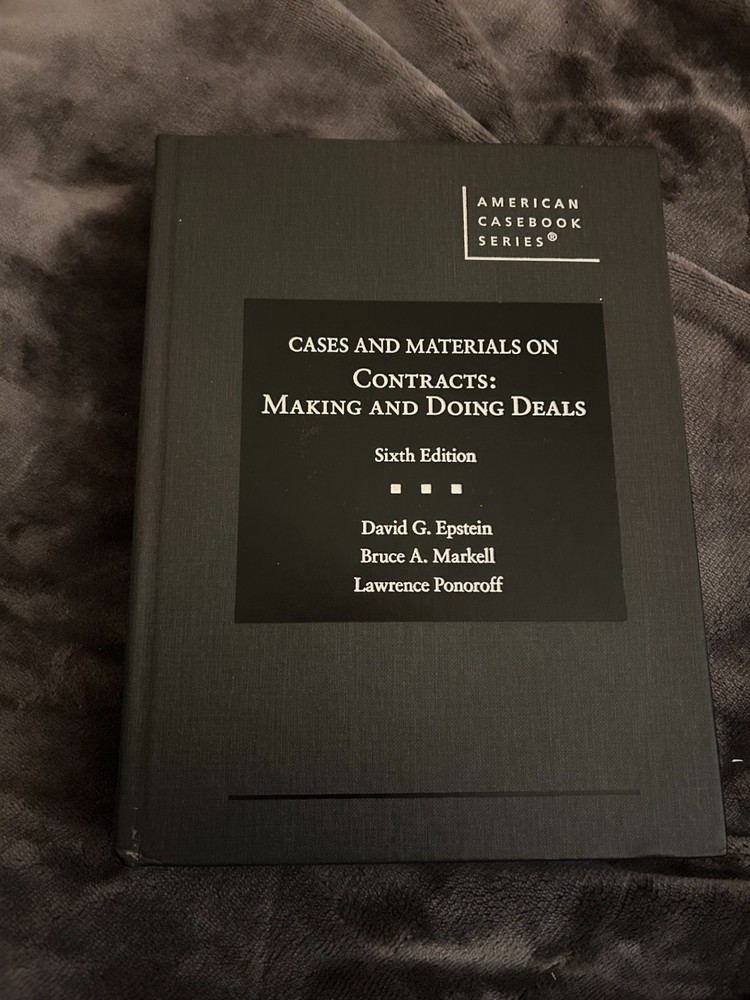 AMERICAN
CASEBOOK
SERIES®
CASES AND MATERIALS ON
CONTRACTS:
MAKING AND DOING DEALS
Sixth Edition
David G. Epstein
Bruce A. Markell
Lawrence Ponoroff